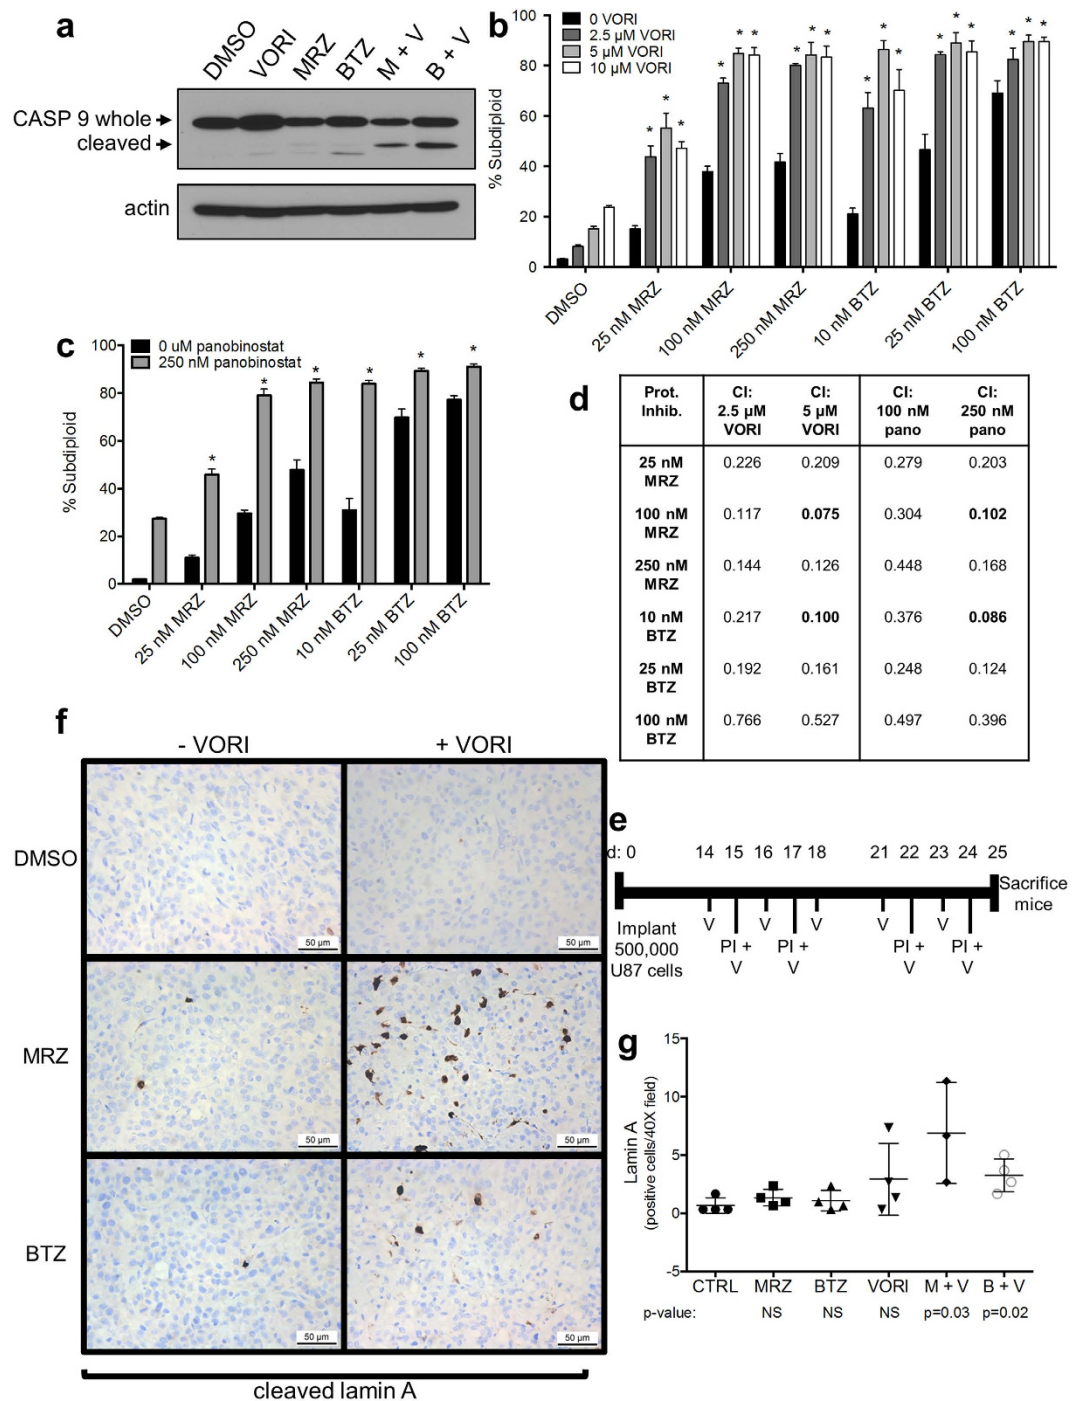 a
DMSO
VORI
MRZ
BTZ
M + V
B + V
CASP 9 whole
cleaved
actin
b
0 VORI
2.5 µM VORI
5 µM VORI
10 µM VORI
% Subdiploid
100
80
60
40
20
0
* * * * * * * * * * * * * * * * * *
DMSO
25 nM MRZ
100 nM MRZ
250 nM MRZ
10 nM BTZ
25 nM BTZ
100 nM BTZ
c
0 uM panobinostat
250 nM panobinostat
% Subdiploid
100
80
60
40
20
0
* * * * * *
DMSO
25 nM MRZ
100 nM MRZ
250 nM MRZ
10 nM BTZ
25 nM BTZ
100 nM BTZ
d
Prot. CI: CI: CI: CI:
Inhib. 2.5 µM 5 µM 100 nM 250 nM
VORI VORI pano pano
25 nM 0.226 0.209 0.279 0.203
MRZ
100 nM 0.117 0.075 0.304 0.102
MRZ
250 nM 0.144 0.126 0.448 0.168
MRZ
10 nM 0.217 0.100 0.376 0.086
BTZ
25 nM 0.192 0.161 0.248 0.124
BTZ
100 nM 0.766 0.527 0.497 0.396
BTZ
e
d: 0 14 15 16 17 18 21 22 23 24 25
Implant
500,000
U87 cells
V V V V V
PI + PI + PI + PI +
V V V V
Sacrifice
mice
f
- VORI + VORI
DMSO
50 µm 50 µm
MRZ
50 µm 50 µm
BTZ
50 µm 50 µm
cleaved lamin A
g
Lamin A
(positive cells/40X field)
15
10
5
0
-5
CTRL MRZ BTZ VORI M + V B + V
p-value: NS NS NS p=0.03 p=0.02